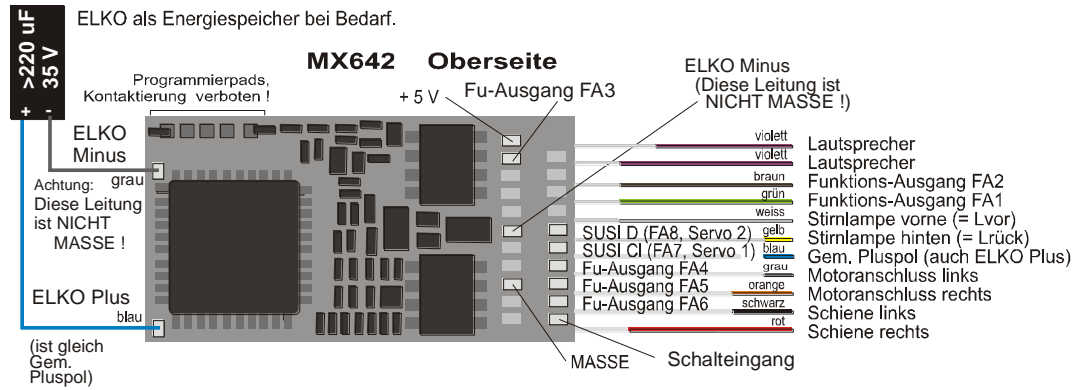 ELKO als Energiespeicher bei Bedarf.
>220 uF
35 V
+ -
MX642 Oberseite
Programmierpads,
Kontaktierung verboten !
+ 5 V
Fu-Ausgang FA3
ELKO Minus
(Diese Leitung ist
NICHT MASSE !)
ELKO
Minus
grau
Achtung:
Diese Leitung
ist NICHT
MASSE !
ELKO Plus
blau
(ist gleich
Gem.
Pluspol)
violett
Lautsprecher
violett
Lautsprecher
braun
Funktions-Ausgang FA2
grün
Funktions-Ausgang FA1
weiss
Stirnlampe vorne (= Lvor)
SUSI D (FA8, Servo 2)
gelb
Stirnlampe hinten (= Lrück)
SUSI Cl (FA7, Servo 1)
blau
Gem. Pluspol (auch ELKO Plus)
Fu-Ausgang FA4
grau
Motoranschluss links
Fu-Ausgang FA5
orange
Motoranschluss rechts
Fu-Ausgang FA6
schwarz
Schiene links
rot
Schiene rechts
MASSE
Schalteingang